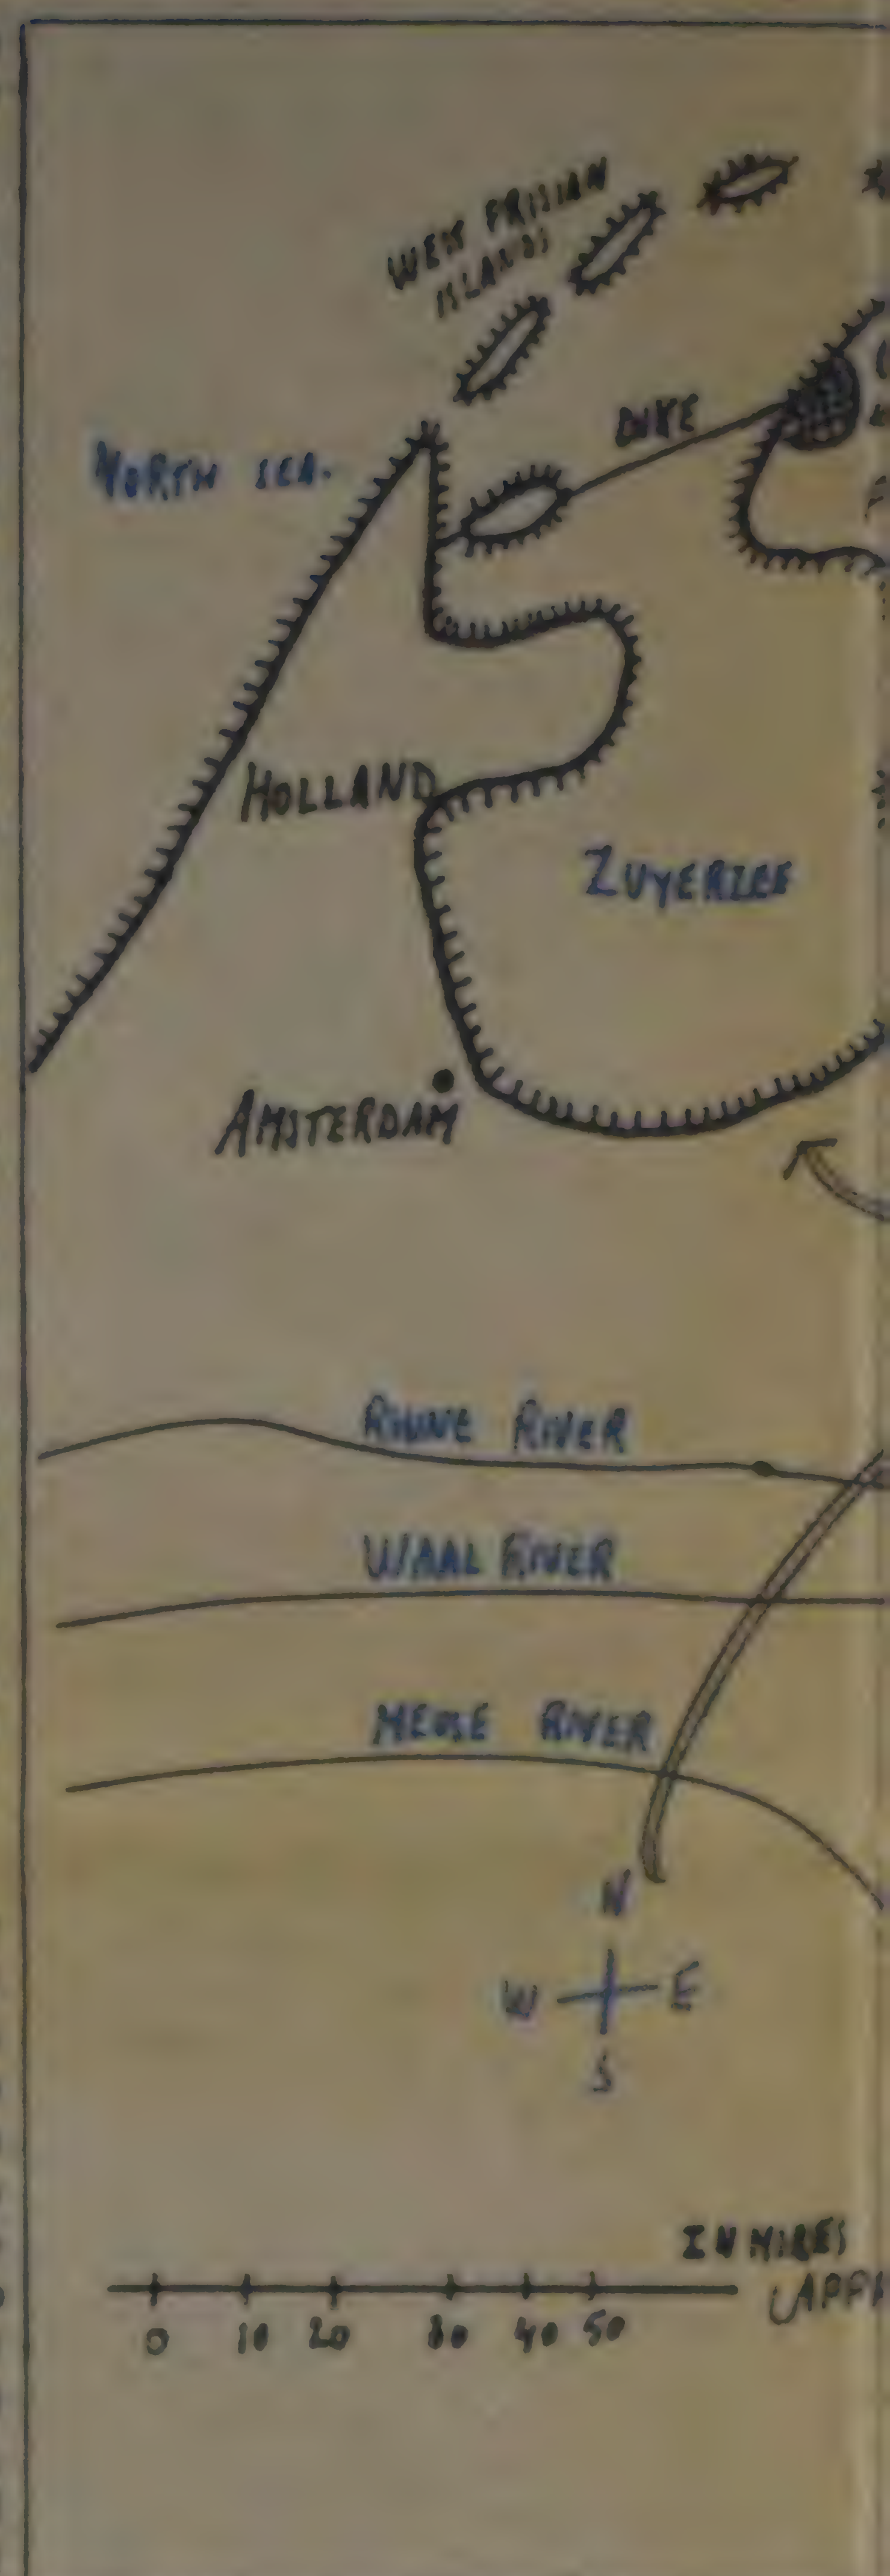 WEST FRISIAN
ISLANDS
DIKE
NORTH SEA.
HOLLAND
ZUYERZEE
AMSTERDAM
RHINE RIVER
WAAL RIVER
MEUSE RIVER
N
W E
S
IN MILES
0 10 20 30 40 50